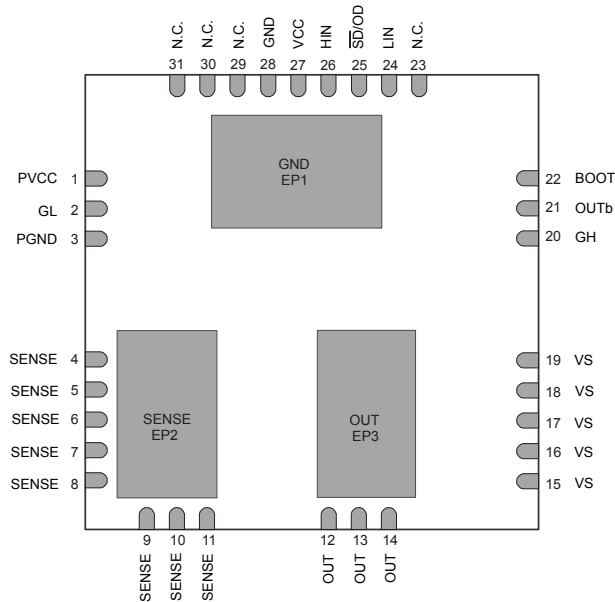 N.C.
N.C.
N.C.
GND
VCC
HIN
S̅D̅/OD
LIN
N.C.
31 30 29 28 27 26 25 24 23
GND
EP1
PVCC 1
GL 2
PGND 3
22 BOOT
21 OUTb
20 GH
SENSE 4
SENSE 5
SENSE 6
SENSE 7
SENSE 8
SENSE
EP2
OUT
EP3
19 VS
18 VS
17 VS
16 VS
15 VS
9 10 11 12 13 14
SENSE
SENSE
SENSE
OUT
OUT
OUT